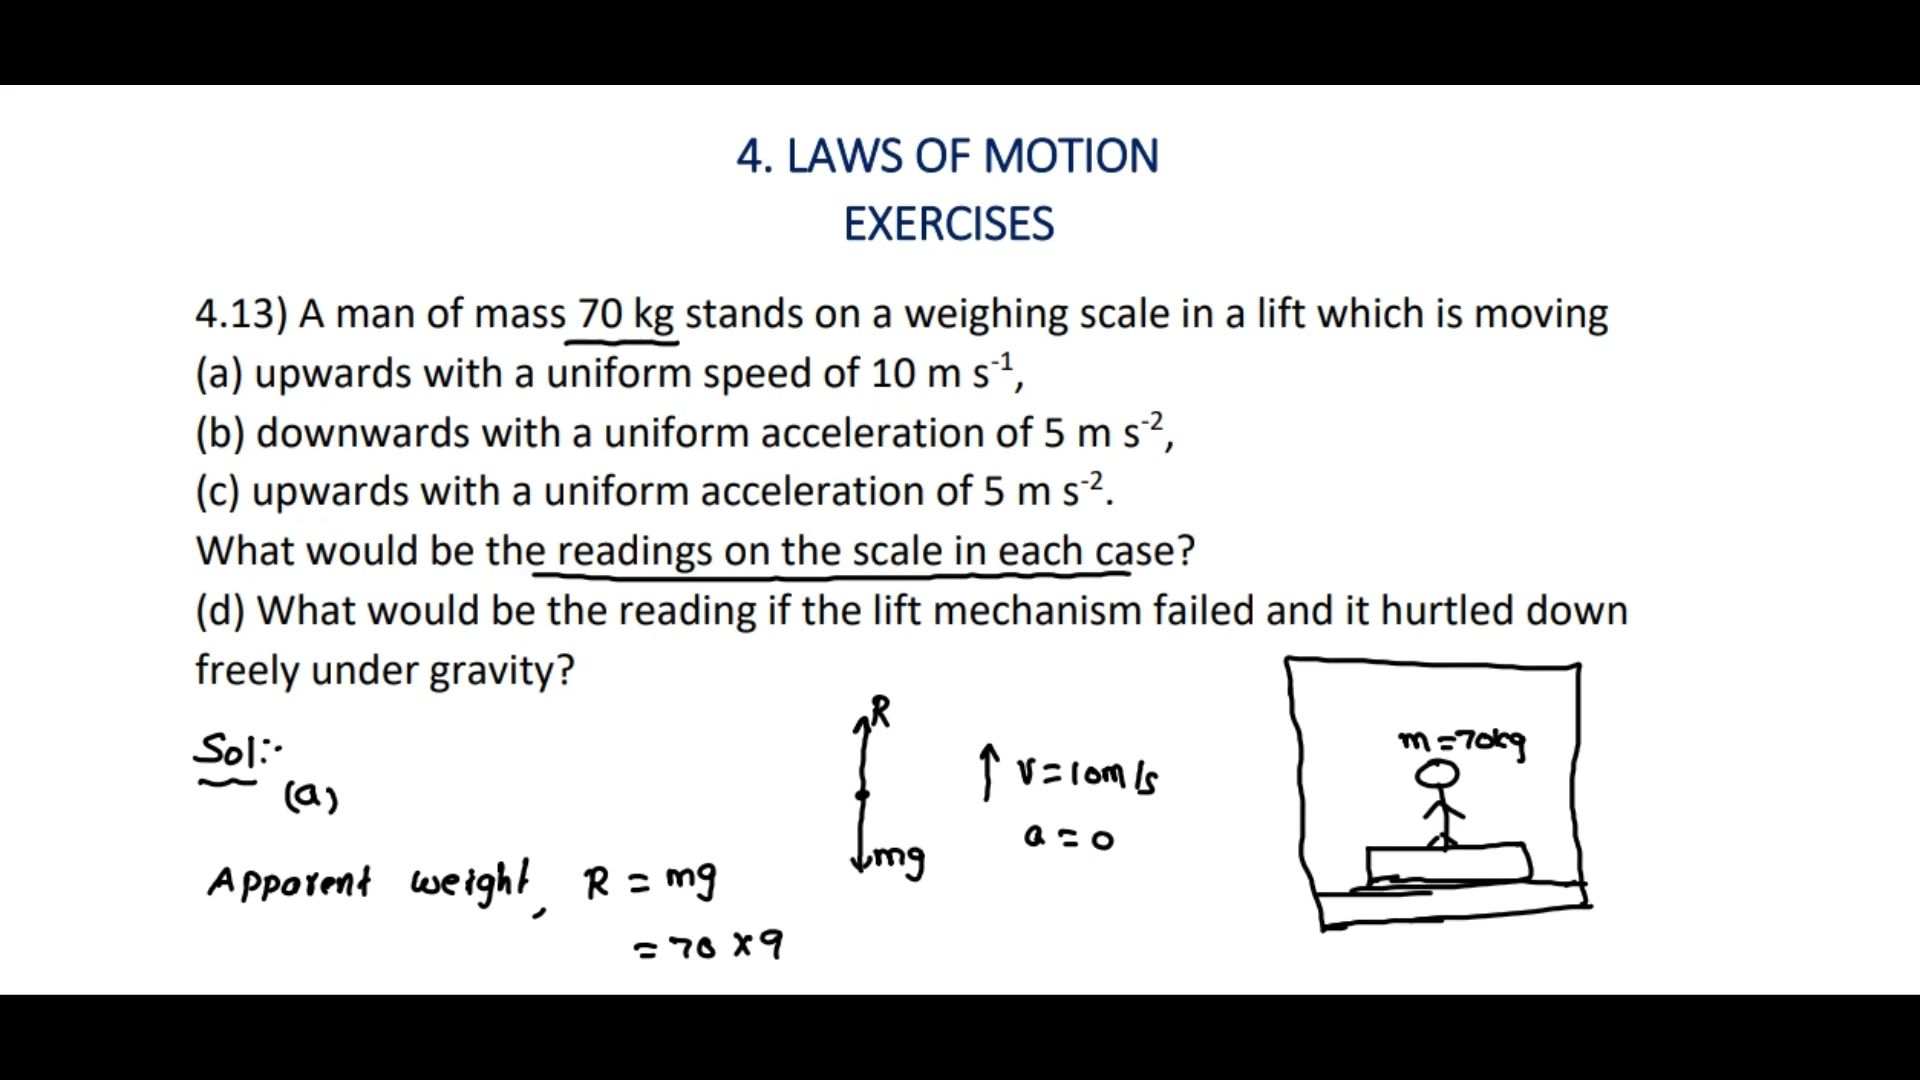 4. LAWS OF MOTION
EXERCISES
4.13) A man of mass 70 kg stands on a weighing scale in a lift which is moving
(a) upwards with a uniform speed of 10 m s⁻¹,
(b) downwards with a uniform acceleration of 5 m s⁻²,
(c) upwards with a uniform acceleration of 5 m s⁻².
What would be the readings on the scale in each case?
(d) What would be the reading if the lift mechanism failed and it hurtled down
freely under gravity?
Sol:-
(a)
R
mg
v=10m/s
a=0
m=70kg
Apparent weight, R = mg
= 70 x 9